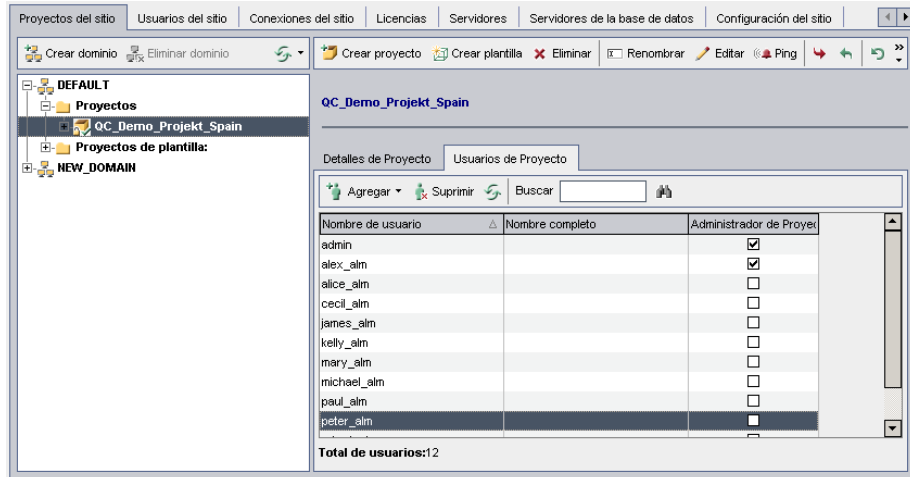 Proyectos del sitio Usuarios del sitio Conexiones del sitio Licencias Servidores Servidores de la base de datos Configuración del sitio
Crear dominio Eliminar dominio Crear proyecto Crear plantilla Eliminar Renombrar Editar Ping
DEFAULT
Proyectos
QC_Demo_Projekt_Spain
Proyectos de plantilla:
NEW_DOMAIN
QC_Demo_Projekt_Spain
Detalles de Proyecto Usuarios de Proyecto
Agregar Suprimir Buscar
Nombre de usuario Nombre completo Administrador de Proyec
admin
alex_alm
alice_alm
cecil_alm
james_alm
kelly_alm
mary_alm
michael_alm
paul_alm
peter_alm
Total de usuarios:12